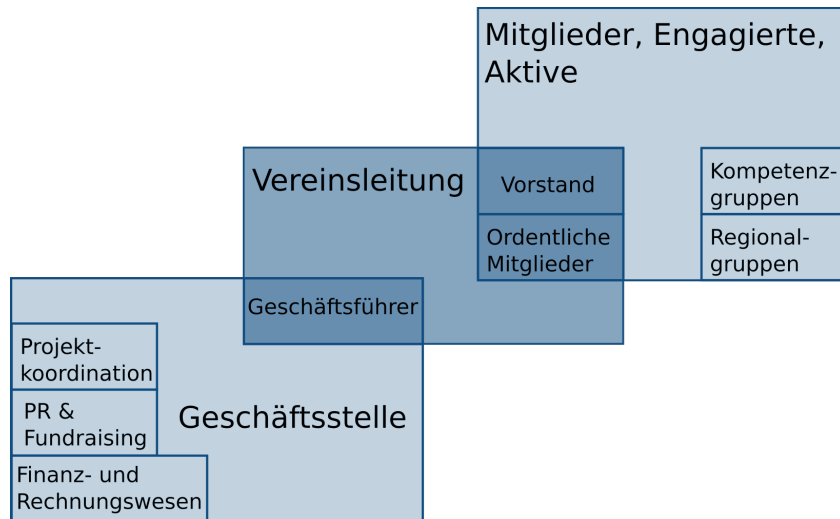 Mitglieder, Engagierte,
Aktive
Vereinsleitung
Vorstand
Kompetenz-
gruppen
Ordentliche
Mitglieder
Regional-
gruppen
Geschäftsführer
Projekt-
koordination
PR &
Fundraising
Geschäftsstelle
Finanz- und
Rechnungswesen